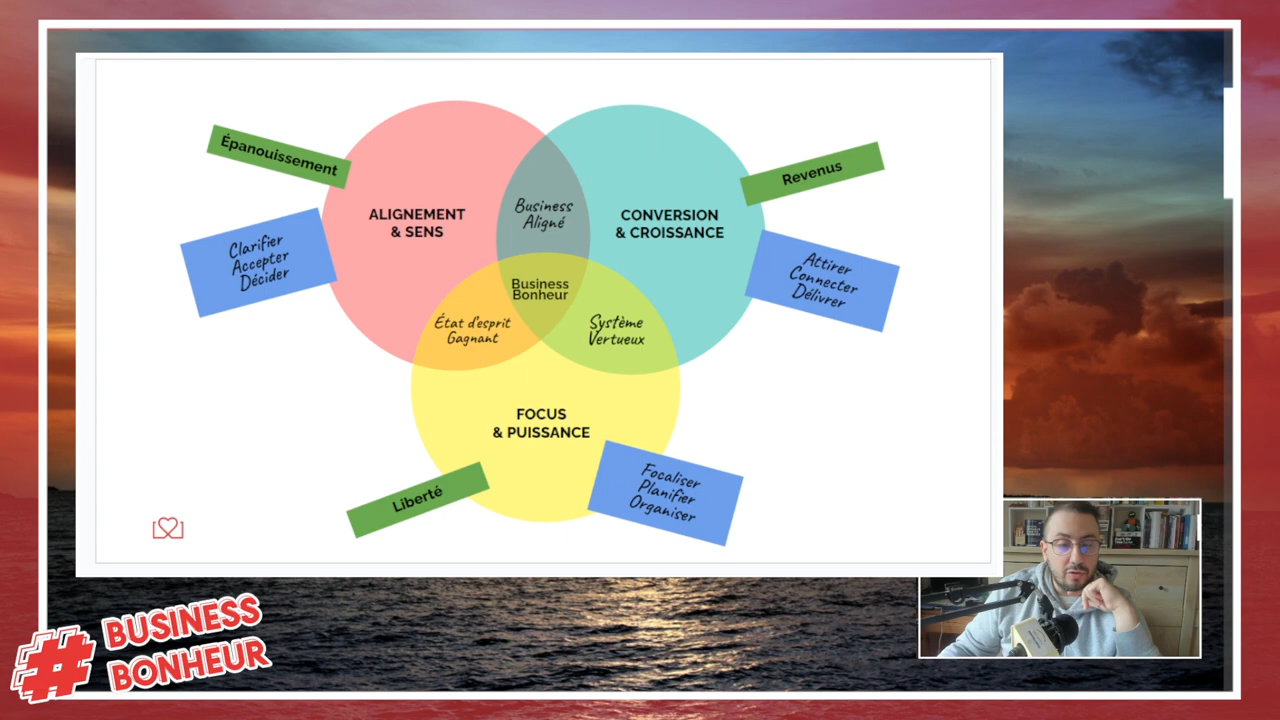 Épanouissement
Clarifier
Accepter
Décider
ALIGNEMENT
& SENS
Business
Aligné
CONVERSION
& CROISSANCE
Revenus
Attirer
Connecter
Délivrer
Business
Bonheur
État d'esprit
Gagnant
Système
Vertueux
FOCUS
& PUISSANCE
Liberté
Focaliser
Planifier
Organiser
# BUSINESS
BONHEUR